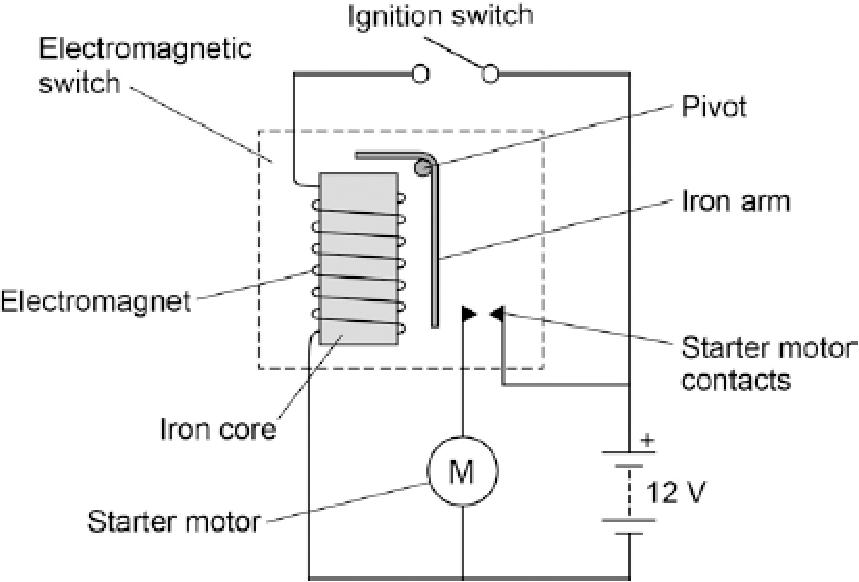 Ignition switch
Electromagnetic
switch
Pivot
Iron arm
Electromagnet
Starter motor
contacts
Iron core
+
M
12 V
Starter motor